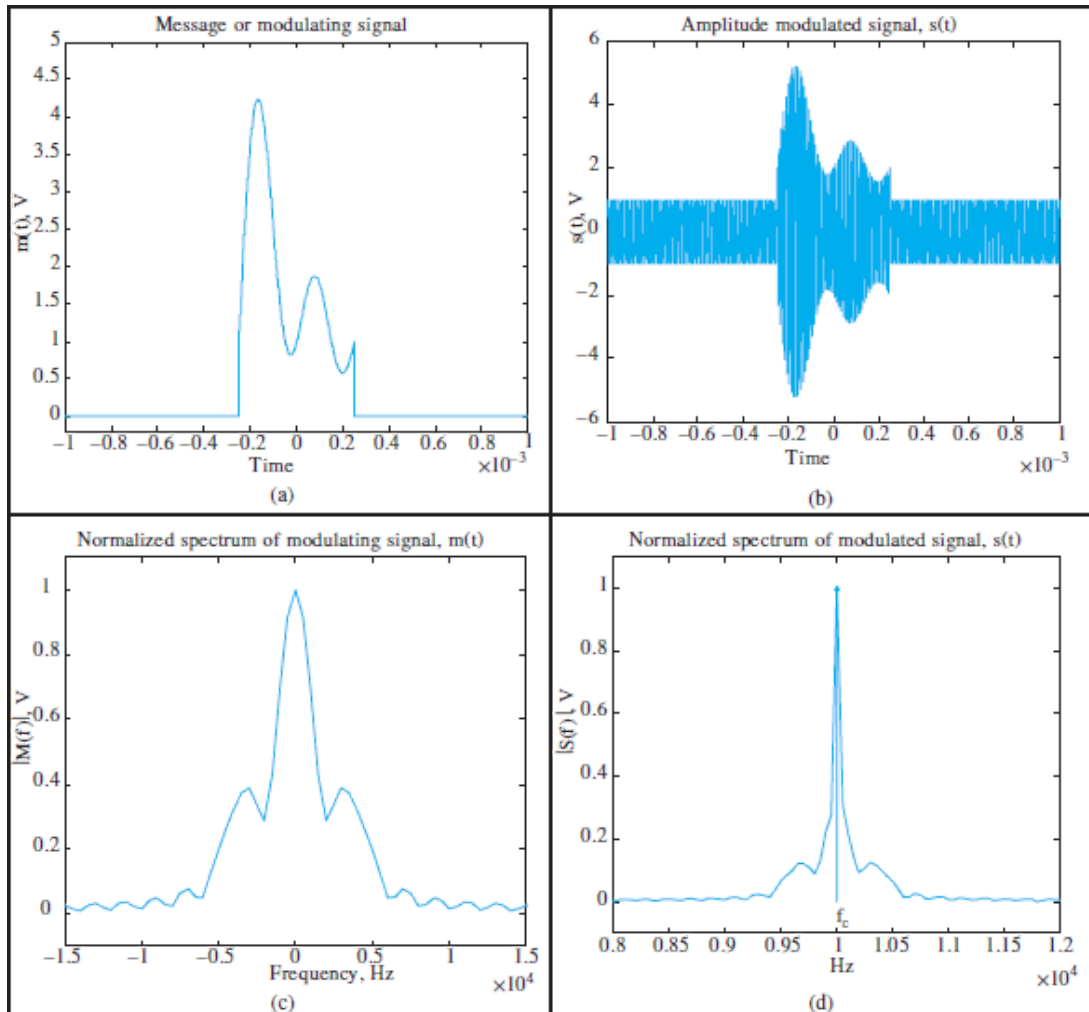 Message or modulating signal
5
4.5
4
3.5
3
2.5
2
1.5
1
0.5
0
m(t), V
−1 −0.8 −0.6 −0.4 −0.2 0 0.2 0.4 0.6 0.8 1
Time
×10−3
(a)
Amplitude modulated signal, s(t)
6
4
2
0
−2
−4
−6
s(t), V
−1 −0.8 −0.6 −0.4 −0.2 0 0.2 0.4 0.6 0.8 1
Time
×10−3
(b)
Normalized spectrum of modulating signal, m(t)
1
0.8
0.6
0.4
0.2
0
|M(f)|, V
−1.5 −1 −0.5 0 0.5 1 1.5
Frequency, Hz
×104
(c)
Normalized spectrum of modulated signal, s(t)
1
0.8
0.6
0.4
0.2
0
|S(f)|, V
fc
0.8 0.85 0.9 0.95 1 1.05 1.1 1.15 1.2
Hz
×104
(d)